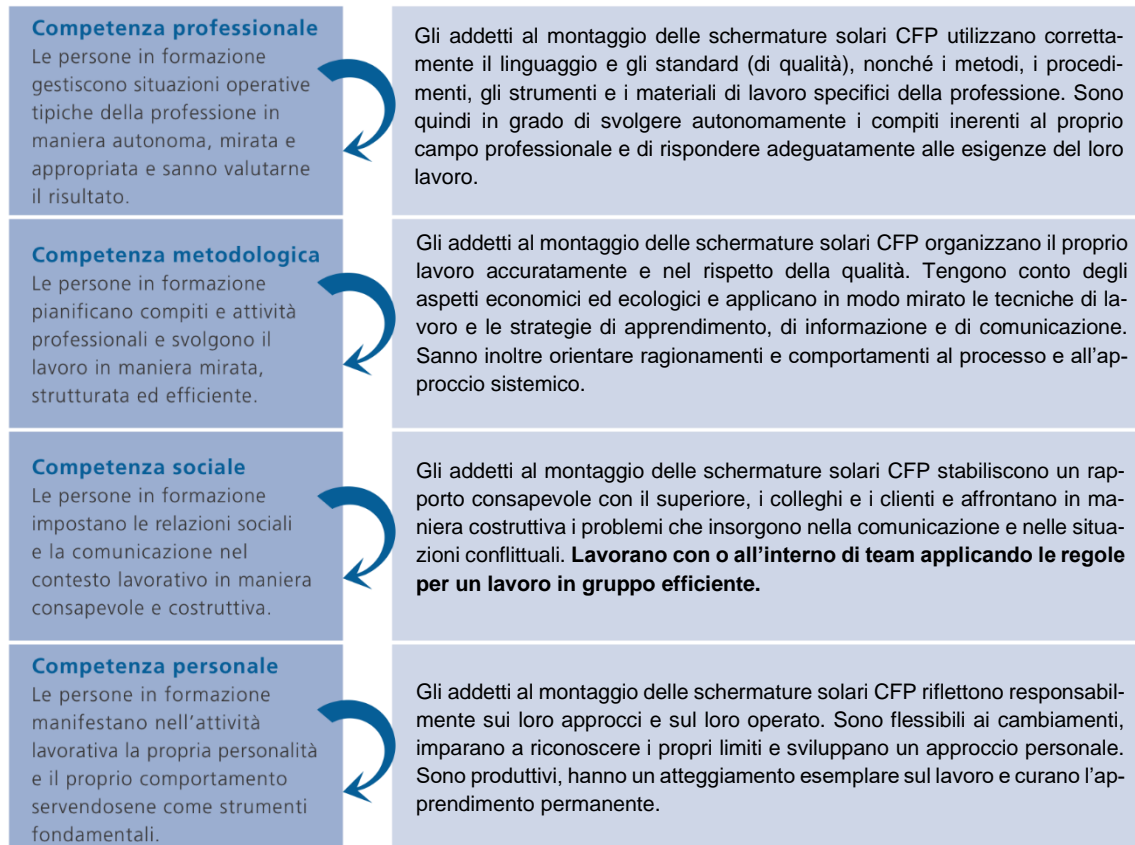 Competenza professionale
Le persone in formazione
gestiscono situazioni operative
tipiche della professione in
maniera autonoma, mirata e
appropriata e sanno valutarne
il risultato.
Gli addetti al montaggio delle schermature solari CFP utilizzano corretta-
mente il linguaggio e gli standard (di qualità), nonché i metodi, i procedi-
menti, gli strumenti e i materiali di lavoro specifici della professione. Sono
quindi in grado di svolgere autonomamente i compiti inerenti al proprio
campo professionale e di rispondere adeguatamente alle esigenze del loro
lavoro.
Competenza metodologica
Le persone in formazione
pianificano compiti e attività
professionali e svolgono il
lavoro in maniera mirata,
strutturata ed efficiente.
Gli addetti al montaggio delle schermature solari CFP organizzano il proprio
lavoro accuratamente e nel rispetto della qualità. Tengono conto degli
aspetti economici ed ecologici e applicano in modo mirato le tecniche di la-
voro e le strategie di apprendimento, di informazione e di comunicazione.
Sanno inoltre orientare ragionamenti e comportamenti al processo e all'ap-
proccio sistemico.
Competenza sociale
Le persone in formazione
impostano le relazioni sociali
e la comunicazione nel
contesto lavorativo in maniera
consapevole e costruttiva.
Gli addetti al montaggio delle schermature solari CFP stabiliscono un rap-
porto consapevole con il superiore, i colleghi e i clienti e affrontano in ma-
niera costruttiva i problemi che insorgono nella comunicazione e nelle situa-
zioni conflittuali. Lavorano con o all'interno di team applicando le regole
per un lavoro in gruppo efficiente.
Competenza personale
Le persone in formazione
manifestano nell'attività
lavorativa la propria personalità
e il proprio comportamento
servendosene come strumenti
fondamentali.
Gli addetti al montaggio delle schermature solari CFP riflettono responsabil-
mente sui loro approcci e sul loro operato. Sono flessibili ai cambiamenti,
imparano a riconoscere i propri limiti e sviluppano un approccio personale.
Sono produttivi, hanno un atteggiamento esemplare sul lavoro e curano l'ap-
prendimento permanente.